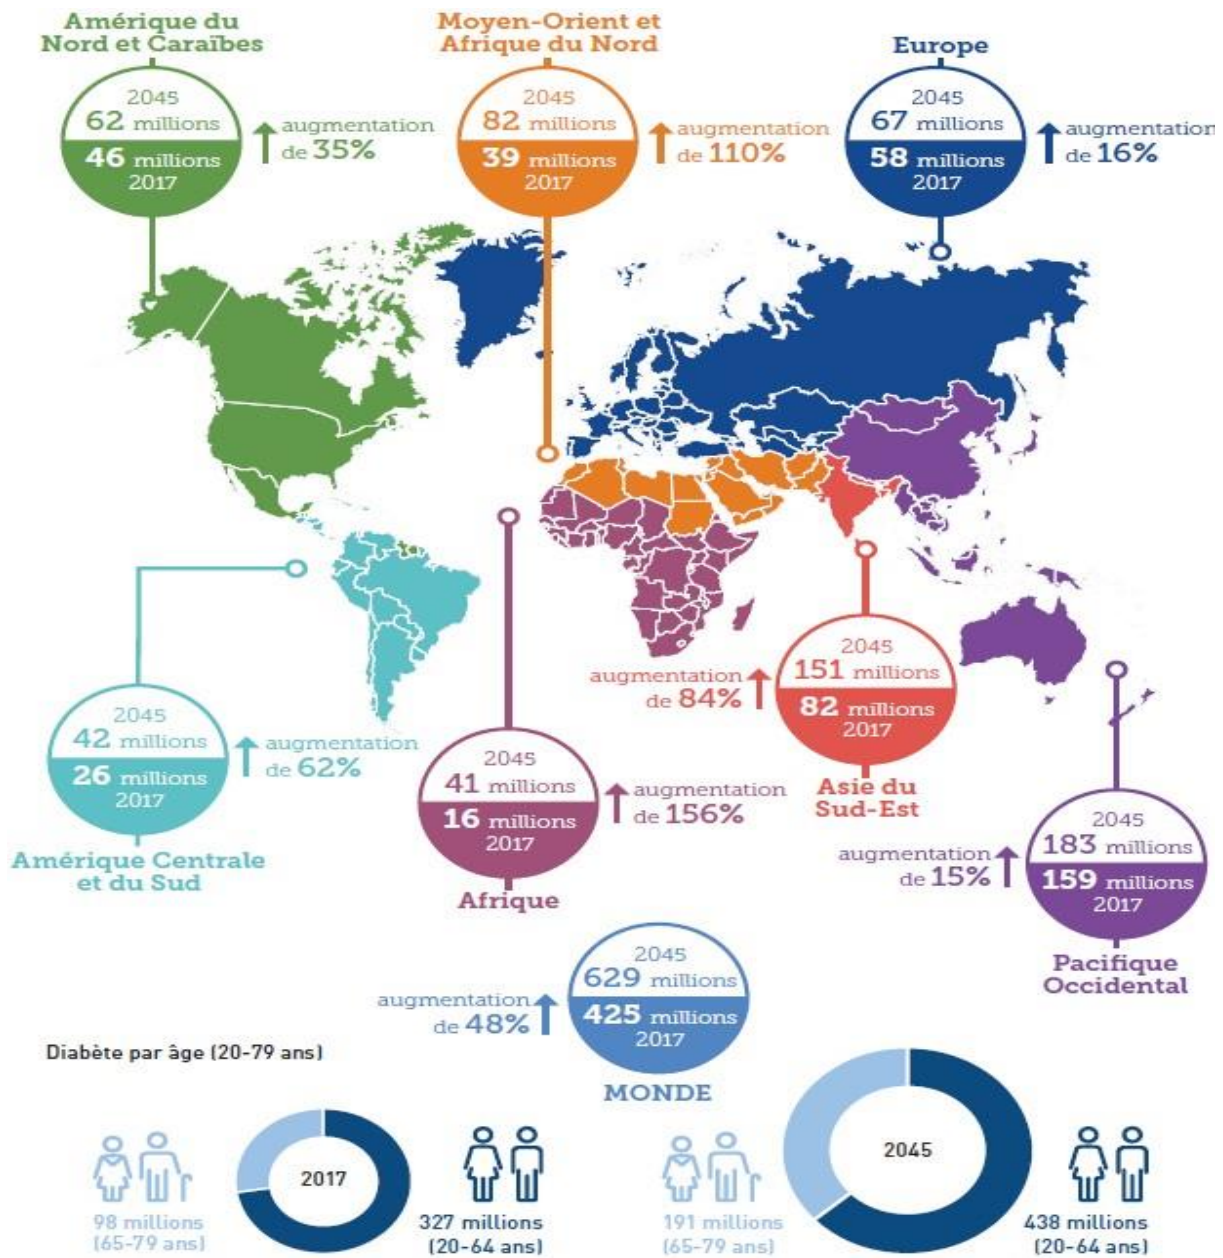 Amérique du
Nord et Caraïbes
2045
62 millions
46 millions
2017
augmentation
de 35%
Moyen-Orient et
Afrique du Nord
2045
82 millions
39 millions
2017
augmentation
de 110%
Europe
2045
67 millions
58 millions
2017
augmentation
de 16%
2045
42 millions
26 millions
2017
augmentation
de 62%
Amérique Centrale
et du Sud
2045
41 millions
16 millions
2017
augmentation
de 156%
Afrique
augmentation
de 84%
2045
151 millions
82 millions
2017
Asie du
Sud-Est
augmentation
de 15%
2045
183 millions
159 millions
2017
Pacifique
Occidental
augmentation
de 48%
2045
629 millions
425 millions
2017
MONDE
Diabète par âge (20-79 ans)
98 millions
(65-79 ans)
2017
327 millions
(20-64 ans)
191 millions
(65-79 ans)
2045
438 millions
(20-64 ans)